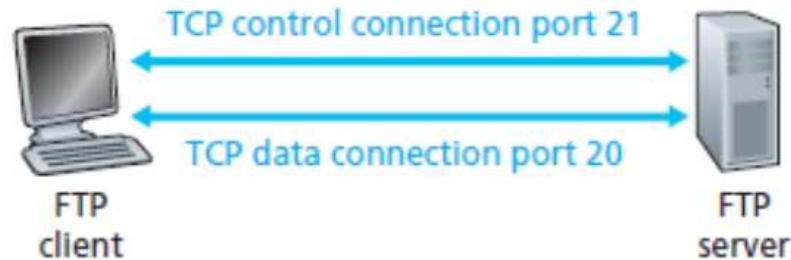 TCP control connection port 21
TCP data connection port 20
FTP
client
FTP
server